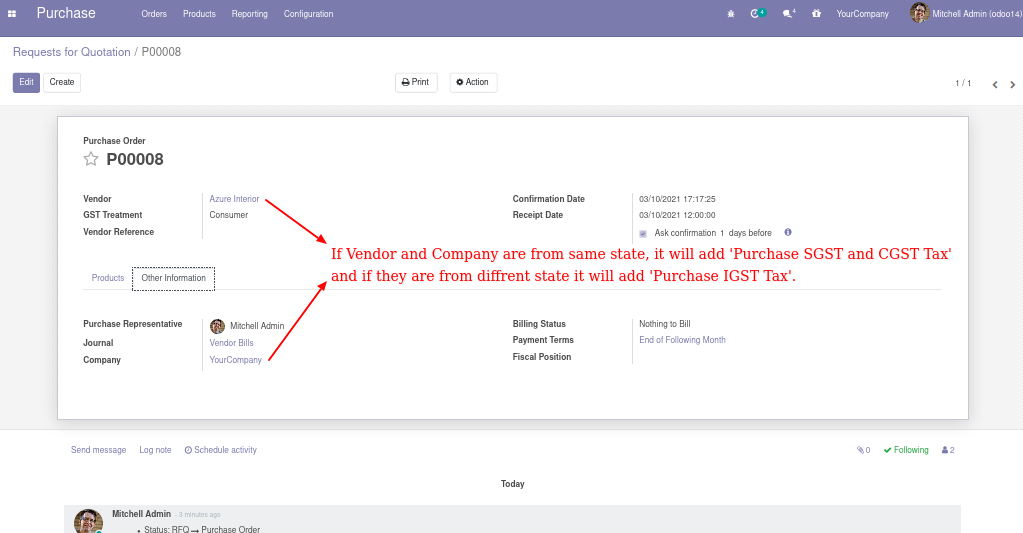 Purchase Orders Products Reporting Configuration 4 4 YourCompany Mitchell Admin (odoo14)
Requests for Quotation / P00008
Edit Create Print Action 1 / 1
Purchase Order
P00008
Vendor Azure Interior Confirmation Date 03/10/2021 17:17:25
GST Treatment Consumer Receipt Date 03/10/2021 12:00:00
Vendor Reference Ask confirmation 1 days before
If Vendor and Company are from same state, it will add 'Purchase SGST and CGST Tax'
and if they are from diffrent state it will add 'Purchase IGST Tax'.
Products Other Information
Purchase Representative Mitchell Admin Billing Status Nothing to Bill
Journal Vendor Bills Payment Terms End of Following Month
Company YourCompany Fiscal Position
Send message Log note Schedule activity 0 Following 2
Today
Mitchell Admin - 3 minutes ago
• Status: RFQ → Purchase Order